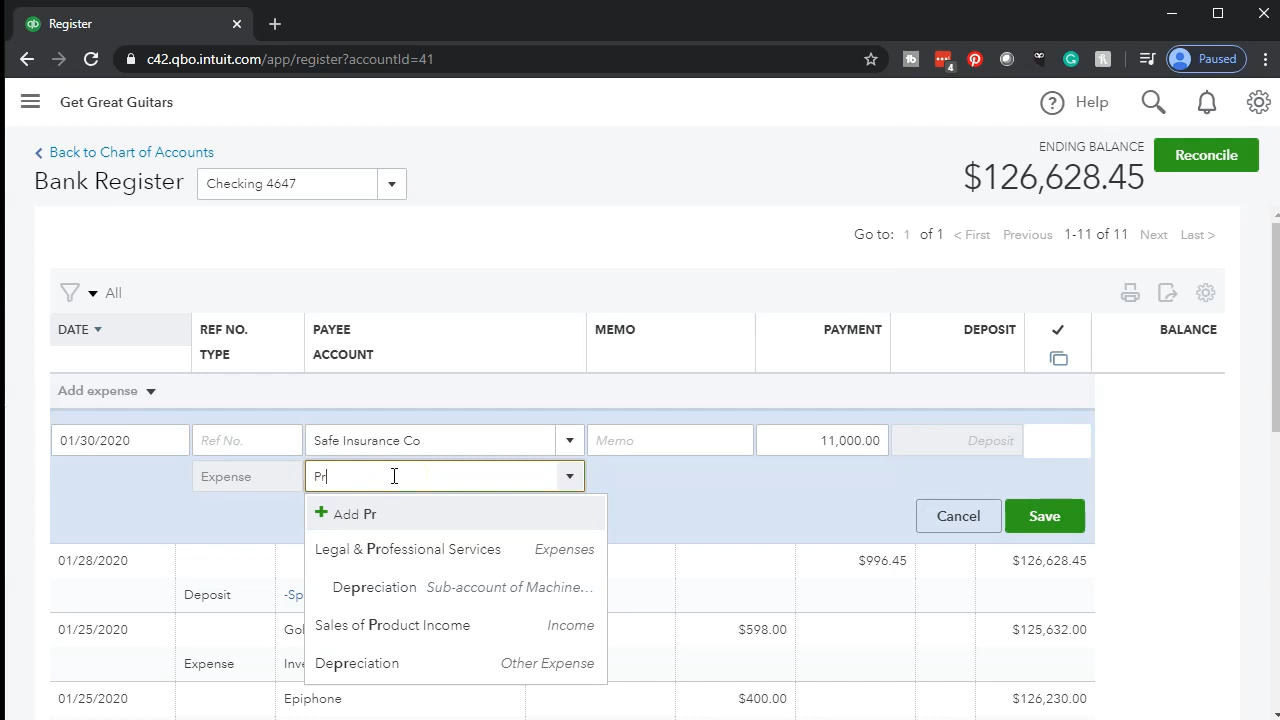 Register
c42.qbo.intuit.com/app/register?accountId=41
4
Paused
Get Great Guitars
Help
Back to Chart of Accounts
Bank Register
Checking 4647
ENDING BALANCE
$126,628.45
Reconcile
Go to: 1 of 1 < First Previous 1-11 of 11 Next Last >
All
DATE REF NO. PAYEE MEMO PAYMENT DEPOSIT BALANCE
TYPE ACCOUNT
Add expense
01/30/2020 Ref No. Safe Insurance Co Memo 11,000.00 Deposit
Expense Pr
Add Pr
Cancel Save
Legal & Professional Services Expenses
01/28/2020 $996.45 $126,628.45
Depreciation Sub-account of Machine...
Deposit -Sp
Sales of Product Income Income
01/25/2020 Gol $598.00 $125,632.00
Depreciation Other Expense
Expense Inve
01/25/2020 Epiphone $400.00 $126,230.00